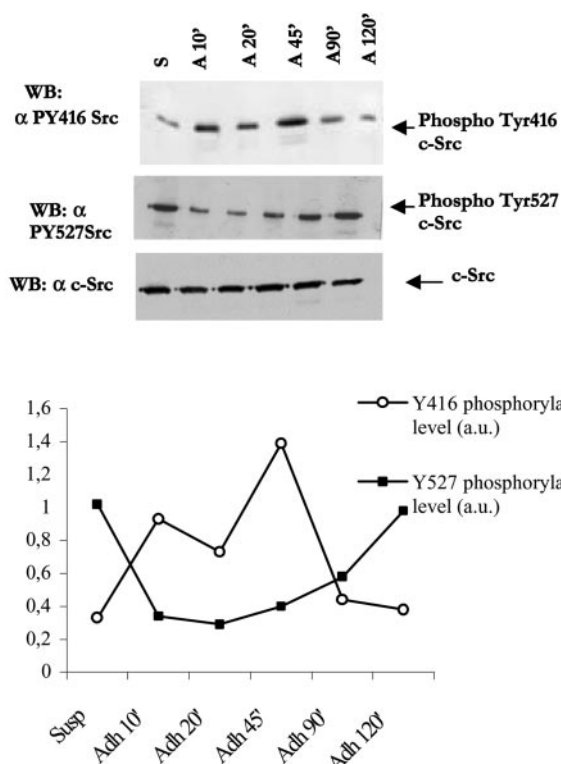 S A 10' A 20' A 45' A90' A 120'
WB:
α PY416 Src
Phospho Tyr416
c-Src
WB: α
PY527Src
Phospho Tyr527
c-Src
WB: α c-Src
c-Src
1,6
1,4
1,2
1
0,8
0,6
0,4
0,2
0
Susp Adh 10' Adh 20' Adh 45' Adh 90' Adh 120'
Y416 phosphoryla
level (a.u.)
Y527 phosphoryla
level (a.u.)